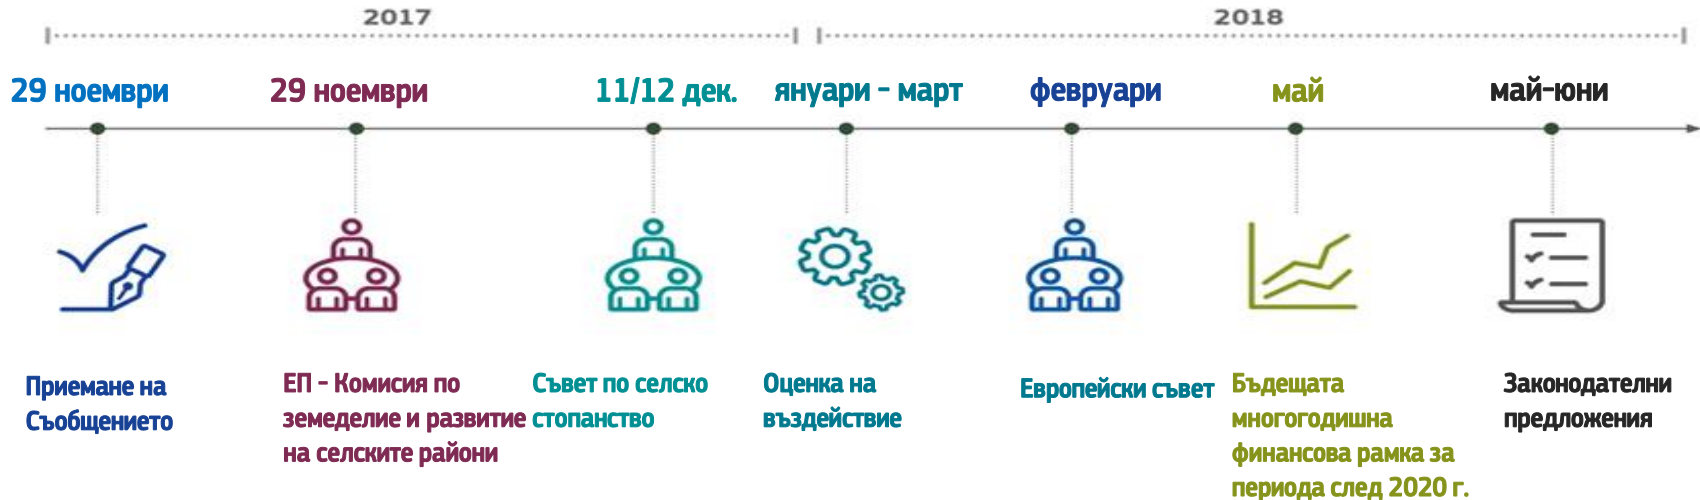 2017
2018
29 ноември
29 ноември
11/12 дек.
януари - март
февруари
май
май-юни
Приемане на
Съобщението
ЕП - Комисия по
земеделие и развитие
на селските райони
Съвет по селско
стопанство
Оценка на
въздействие
Европейски съвет
Бъдещата
многогодишна
финансова рамка за
периода след 2020 г.
Законодателни
предложения